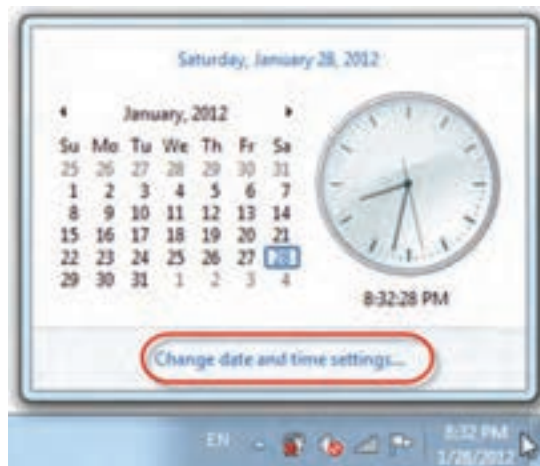 Saturday, January 28, 2012
January, 2012
Su Mo Tu We Th Fr Sa
25 26 27 28 29 30 31
1 2 3 4 5 6 7
8 9 10 11 12 13 14
15 16 17 18 19 20 21
22 23 24 25 26 27 28
29 30 31 1 2 3 4
8:32:28 PM
Change date and time settings...
EN
8:32 PM
1/28/2012